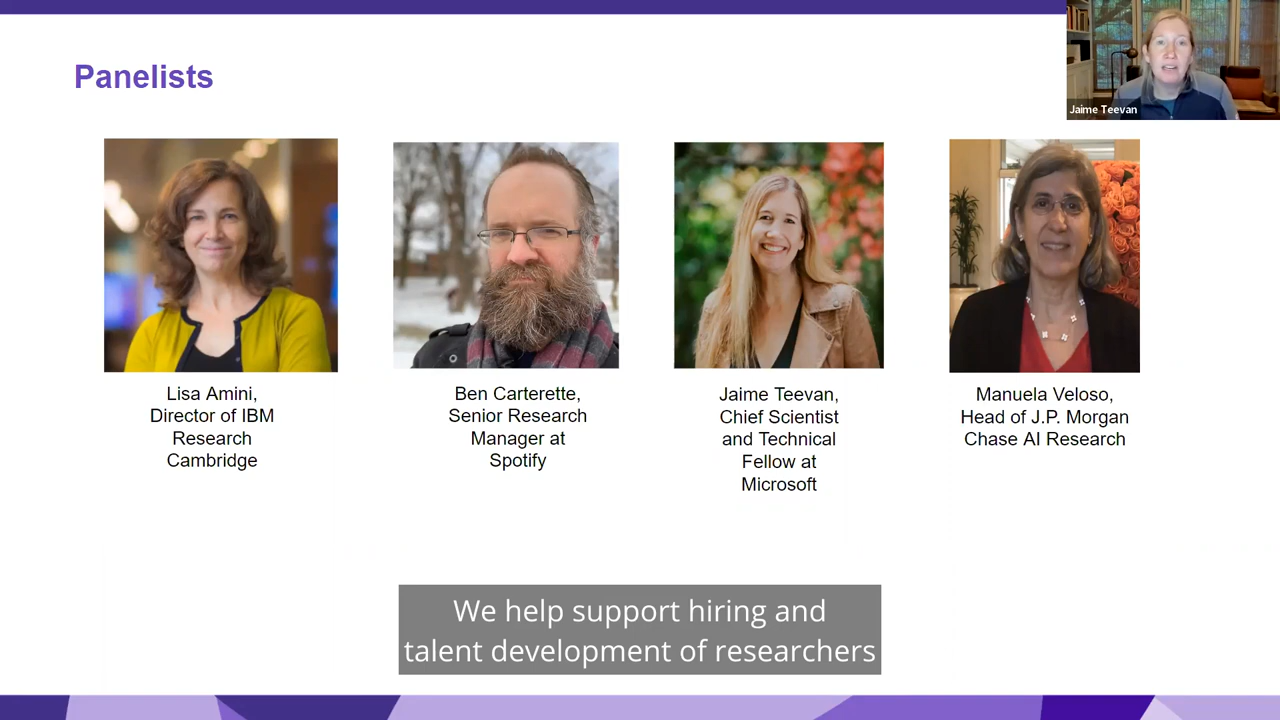 Panelists
Jaime Teevan
Lisa Amini,
Director of IBM
Research
Cambridge
Ben Carterette,
Senior Research
Manager at
Spotify
Jaime Teevan,
Chief Scientist
and Technical
Fellow at
Microsoft
Manuela Veloso,
Head of J.P. Morgan
Chase AI Research
We help support hiring and
talent development of researchers